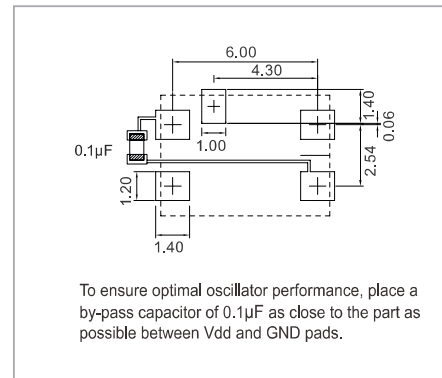 6.00
4.30
1.40
0.06
0.1µF
1.00
2.54
1.20
1.40
To ensure optimal oscillator performance, place a
by-pass capacitor of 0.1µF as close to the part as
possible between Vdd and GND pads.